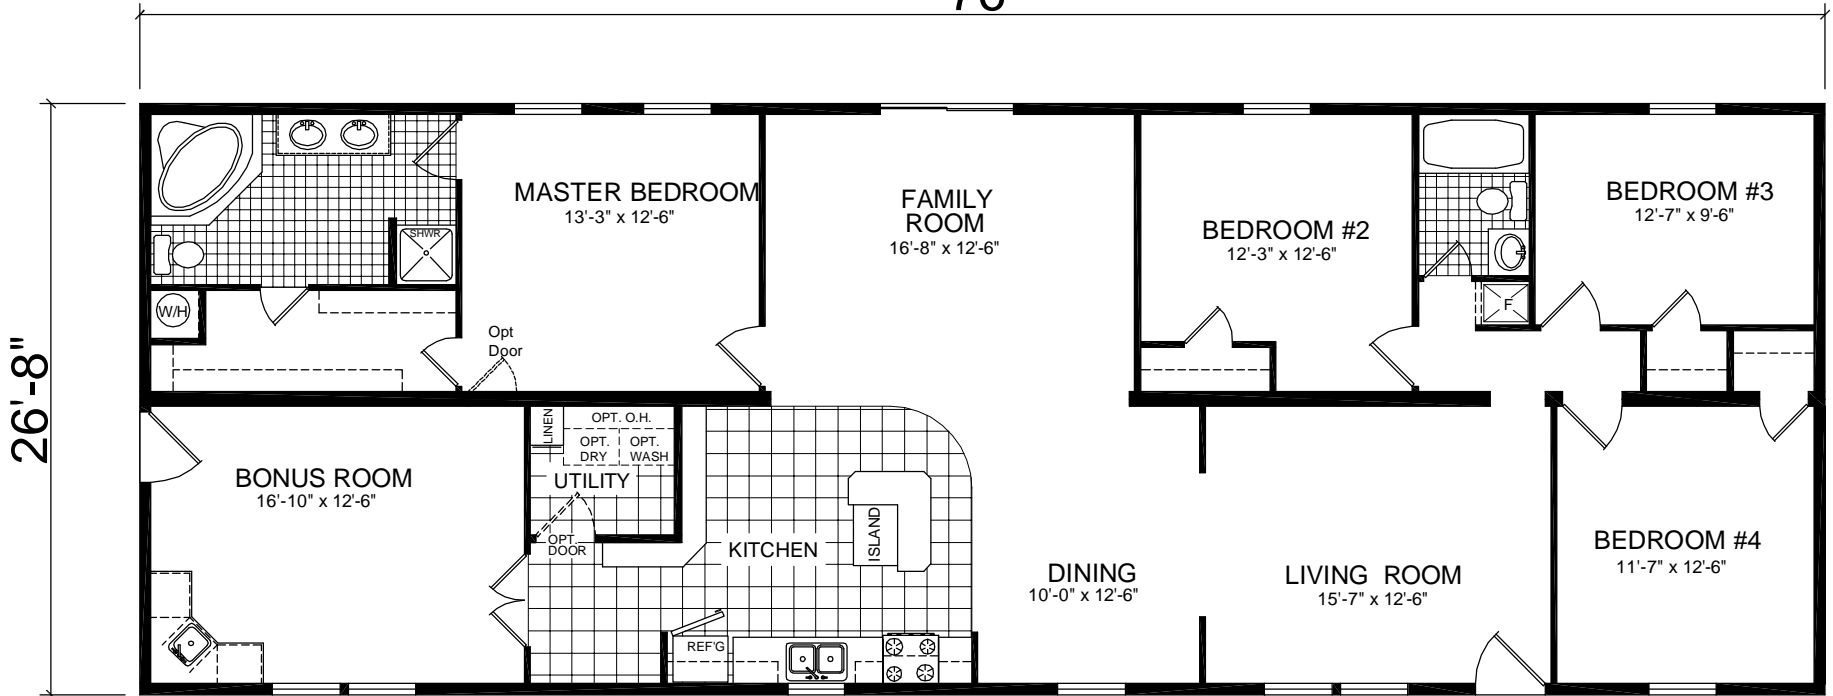 26'-8"
SHWR
W/H
MASTER BEDROOM
13'-3" x 12'-6"
Opt
Door
FAMILY
ROOM
16'-8" x 12'-6"
BEDROOM #2
12'-3" x 12'-6"
F
BEDROOM #3
12'-7" x 9'-6"
BONUS ROOM
16'-10" x 12'-6"
LINEN
OPT. O.H.
OPT.
DRY
OPT.
WASH
UTILITY
OPT.
DOOR
KITCHEN
ISLAND
REF'G
DINING
10'-0" x 12'-6"
LIVING ROOM
15'-7" x 12'-6"
BEDROOM #4
11'-7" x 12'-6"